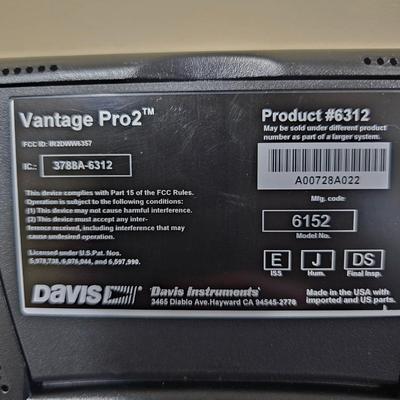 Vantage Pro2™
FCC ID: IR2DWW6357
IC.: 378BA-6312
This device complies with Part 15 of the FCC Rules.
Operation is subject to the following conditions:
(1) This device may not cause harmful interference.
(2) This device must accept any inter-
ference received, including interference that may
cause undesired operation.
Licensed under U.S.Pat. Nos.
5,978,738, 6,076,044, and 6,597,990.
DAVIS
Davis Instruments
3465 Diablo Ave.Hayward CA 94545-2778
Product #6312
May be sold under different product
number as part of a larger system.
A00728A022
Mfg. code:
6152
Model No.
E J DS
ISS Hum. Final Insp.
Made in the USA with
imported and US parts.